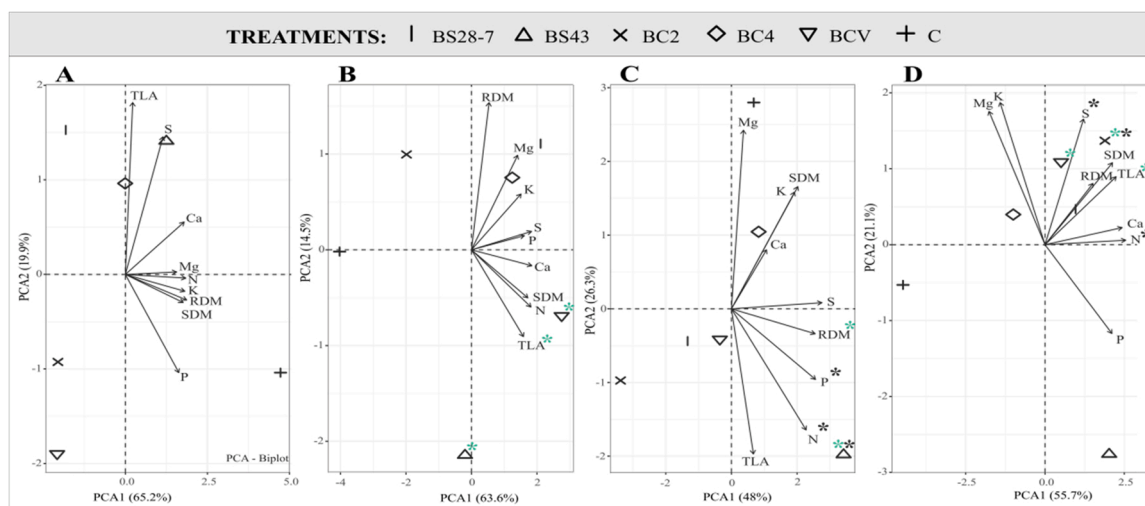 TREATMENTS: BS28-7 BS43 BC2 BC4 BCV C
A B C D
2
1
0
-1
-2
PCA2 (19.9%)
TLA
S
Ca
Mg
N
K
RDM
SDM
P
PCA - Biplot
0.0 2.5 5.0
PCA1 (65.2%)
1
0
-1
-2
PCA2 (14.5%)
RDM
Mg
K
S
P
Ca
SDM
N
TLA
-4 -2 0 2
PCA1 (63.6%)
3
2
1
0
-1
-2
PCA2 (26.3%)
Mg
SDM
K
Ca
S
RDM
P
N
TLA
-2 0 2
PCA1 (48%)
2
1
0
-1
-2
-3
PCA2 (21.1%)
K
Mg
S
SDM
RDM
TLA
Ca
N
P
-2.5 0.0 2.5
PCA1 (55.7%)